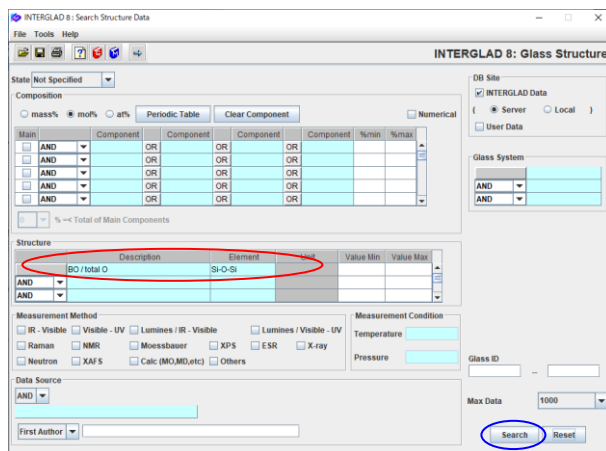 INTERGLAD 8 : Search Structure Data
File Tools Help
INTERGLAD 8: Glass Structure
State Not Specified
Composition
mass% mol% at% Periodic Table Clear Component Numerical
Main Component Component Component Component %min %max
AND OR OR OR
AND OR OR OR
AND OR OR OR
AND OR OR OR
AND OR OR OR
0 % =< Total of Main Components
DB Site
INTERGLAD Data
( Server Local )
User Data
Glass System
AND
AND
Structure
Description Element Unit Value Min Value Max
BO / total O Si-O-Si
AND
AND
Measurement Method
IR - Visible Visible - UV Lumines / IR - Visible Lumines / Visible - UV
Raman NMR Moessbauer XPS ESR X-ray
Neutron XAFS Calc (MO,MD,etc) Others
Measurement Condition
Temperature
Pressure
Data Source
AND
First Author
Glass ID
--
Max Data 1000
Search Reset